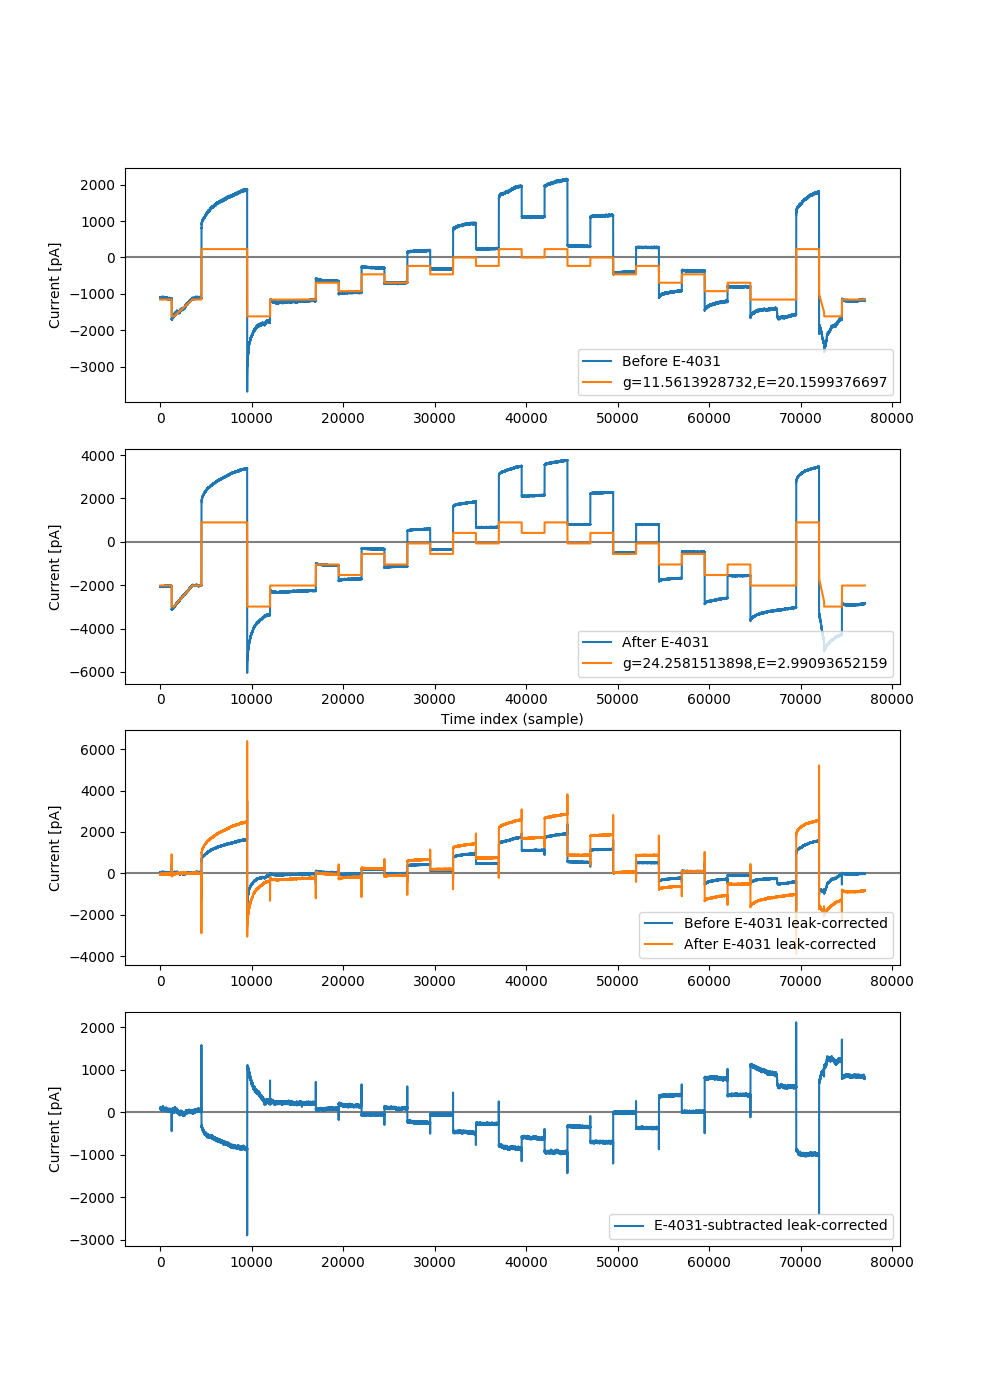 2000
1000
0
−1000
−2000
−3000
Current [pA]
Before E-4031
g=11.5613928732,E=20.1599376697
0 10000 20000 30000 40000 50000 60000 70000 80000
4000
2000
0
−2000
−4000
−6000
Current [pA]
After E-4031
g=24.2581513898,E=2.99093652159
0 10000 20000 30000 40000 50000 60000 70000 80000
Time index (sample)
6000
4000
2000
0
−2000
−4000
Current [pA]
Before E-4031 leak-corrected
After E-4031 leak-corrected
0 10000 20000 30000 40000 50000 60000 70000 80000
2000
1000
0
−1000
−2000
−3000
Current [pA]
E-4031-subtracted leak-corrected
0 10000 20000 30000 40000 50000 60000 70000 80000